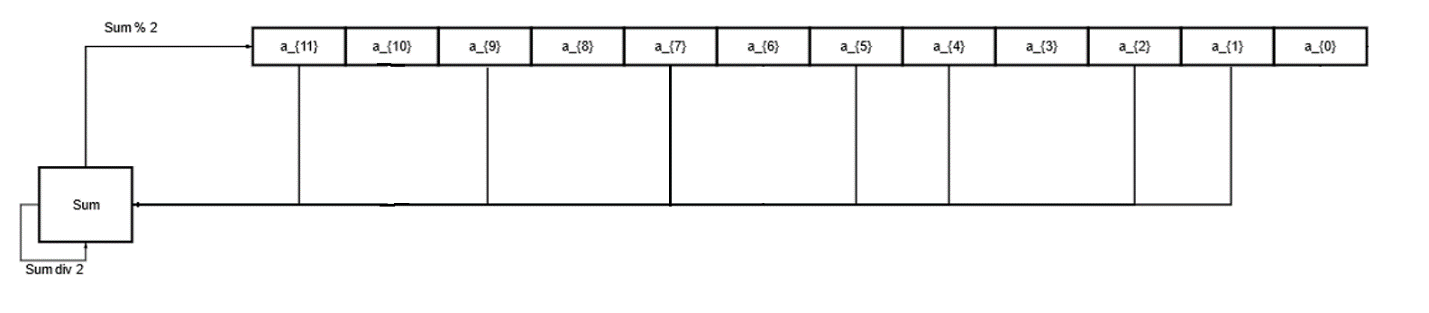 Sum % 2
a_{11} a_{10} a_{9} a_{8} a_{7} a_{6} a_{5} a_{4} a_{3} a_{2} a_{1} a_{0}
Sum
Sum div 2